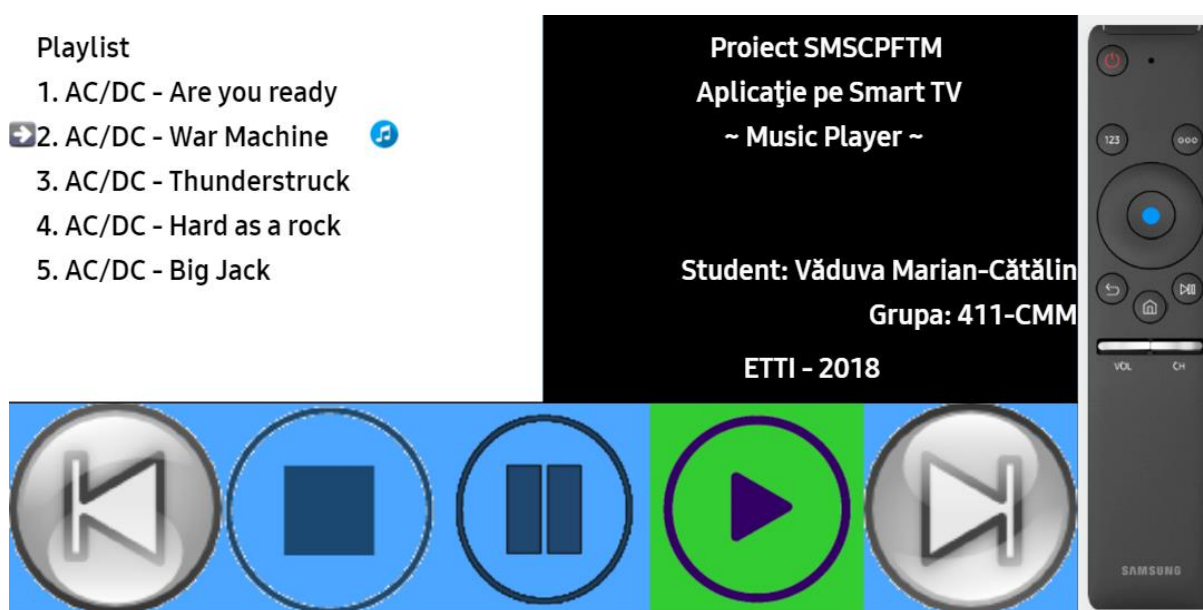 Playlist
1. AC/DC - Are you ready
2. AC/DC - War Machine
3. AC/DC - Thunderstruck
4. AC/DC - Hard as a rock
5. AC/DC - Big Jack
Proiect SMSCPFTM
Aplicaţie pe Smart TV
~ Music Player ~
Student: Văduva Marian-Cătălin
Grupa: 411-CMM
ETTI - 2018
123
VOL CH
SAMSUNG